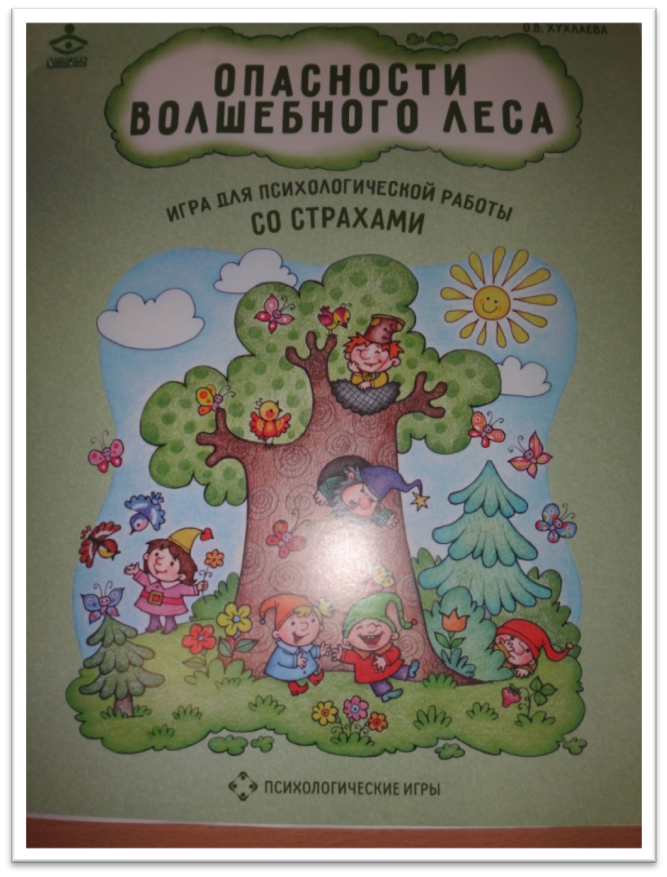 О.В. ХУХЛАЕВА
ОПАСНОСТИ
ВОЛШЕБНОГО ЛЕСА
ИГРА ДЛЯ ПСИХОЛОГИЧЕСКОЙ РАБОТЫ
СО СТРАХАМИ
ПСИХОЛОГИЧЕСКИЕ ИГРЫ